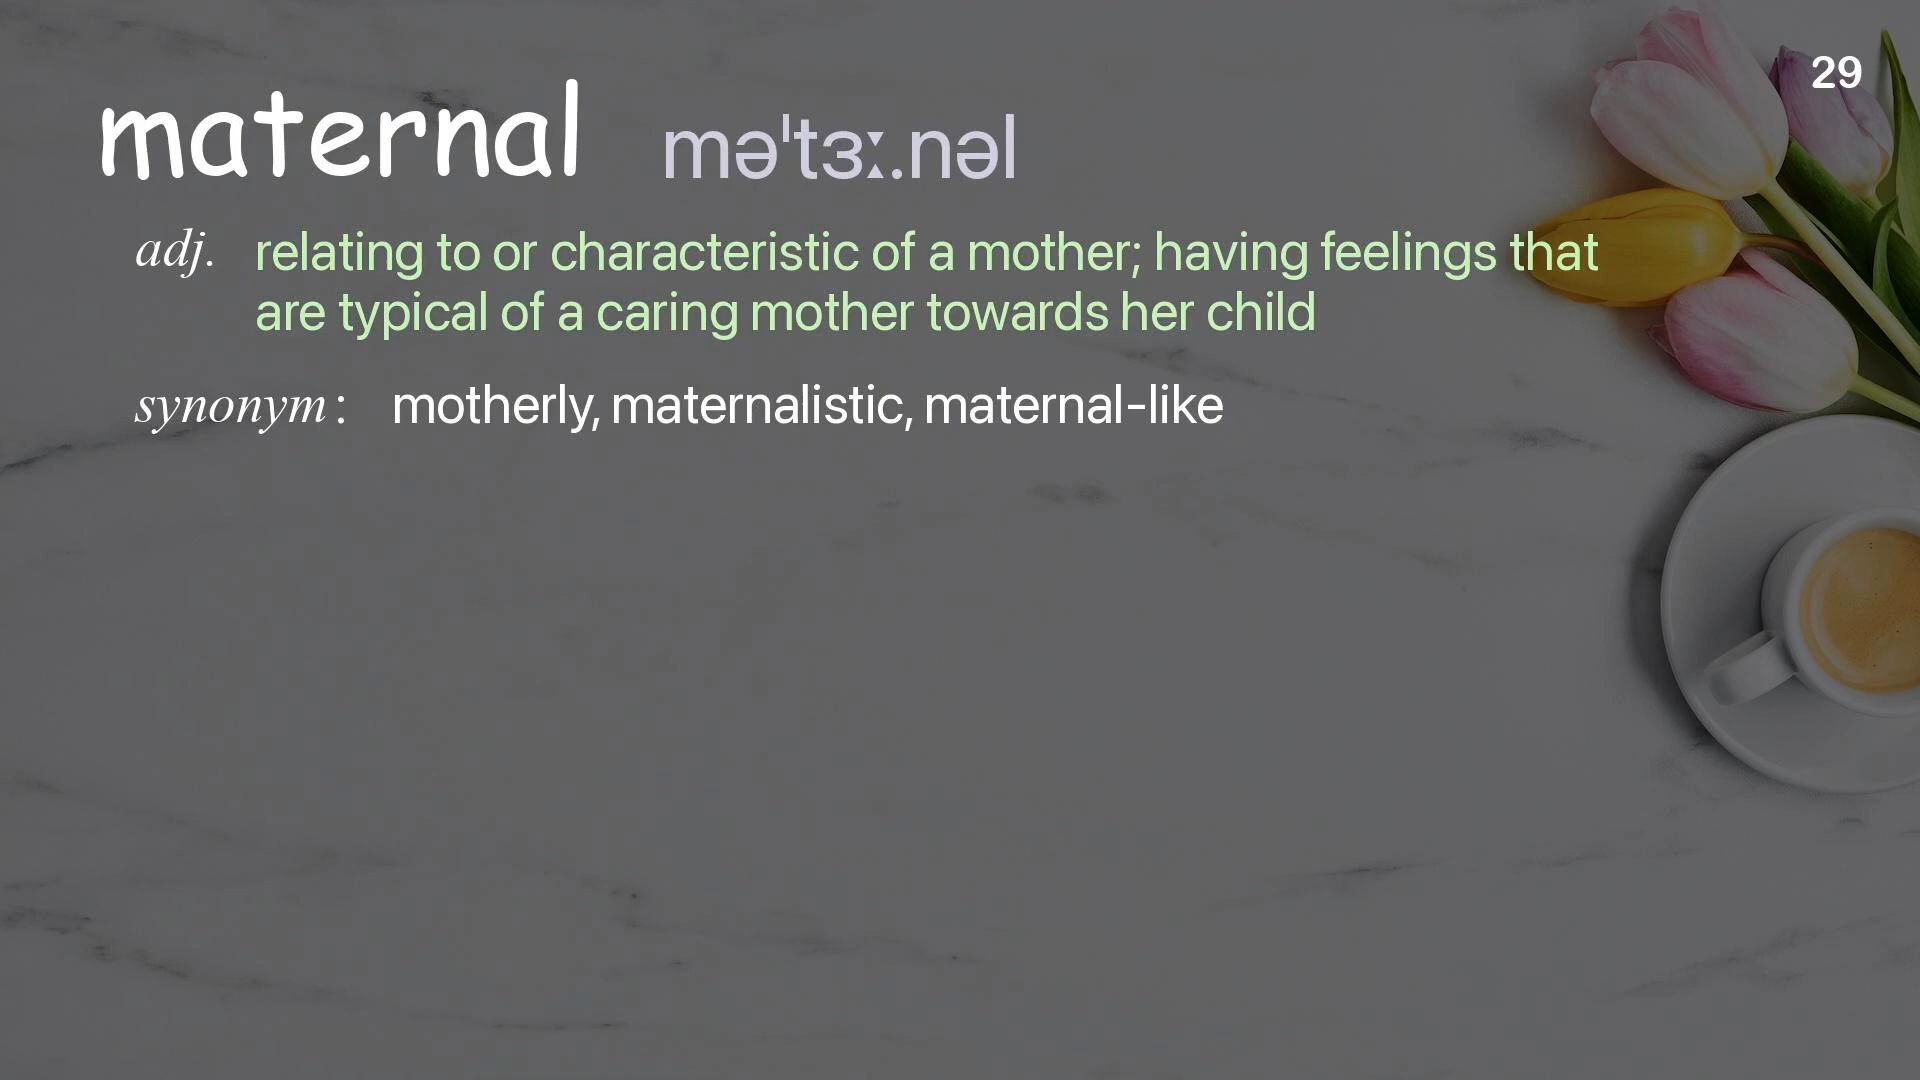 29
maternal məˈtɜː.nəl
adj. relating to or characteristic of a mother; having feelings that
are typical of a caring mother towards her child
synonym: motherly, maternalistic, maternal-like